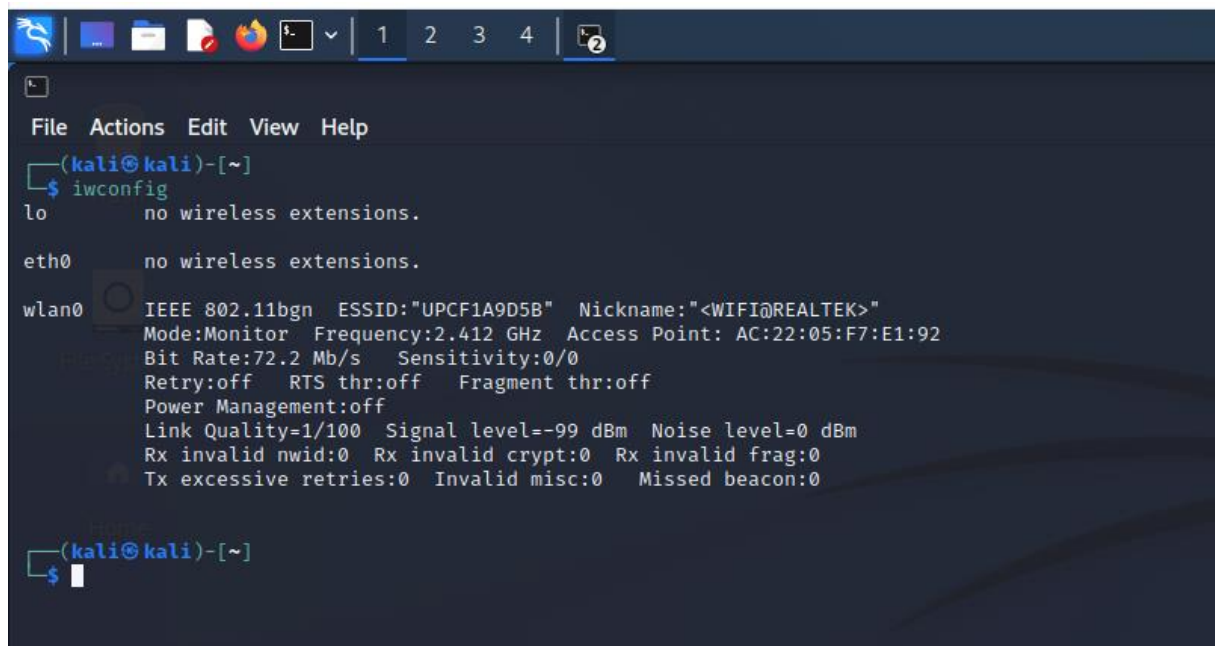 1 2 3 4 2
File Actions Edit View Help
┌──(kali㉿kali)-[~]
└─$ iwconfig
lo        no wireless extensions.
eth0      no wireless extensions.
wlan0     IEEE 802.11bgn  ESSID:"UPCF1A9D5B"  Nickname:"<WIFI@REALTEK>"
          Mode:Monitor  Frequency:2.412 GHz  Access Point: AC:22:05:F7:E1:92
          Bit Rate:72.2 Mb/s   Sensitivity:0/0
          Retry:off   RTS thr:off   Fragment thr:off
          Power Management:off
          Link Quality=1/100  Signal level=-99 dBm  Noise level=0 dBm
          Rx invalid nwid:0  Rx invalid crypt:0  Rx invalid frag:0
          Tx excessive retries:0  Invalid misc:0   Missed beacon:0
Home
┌──(kali㉿kali)-[~]
└─$